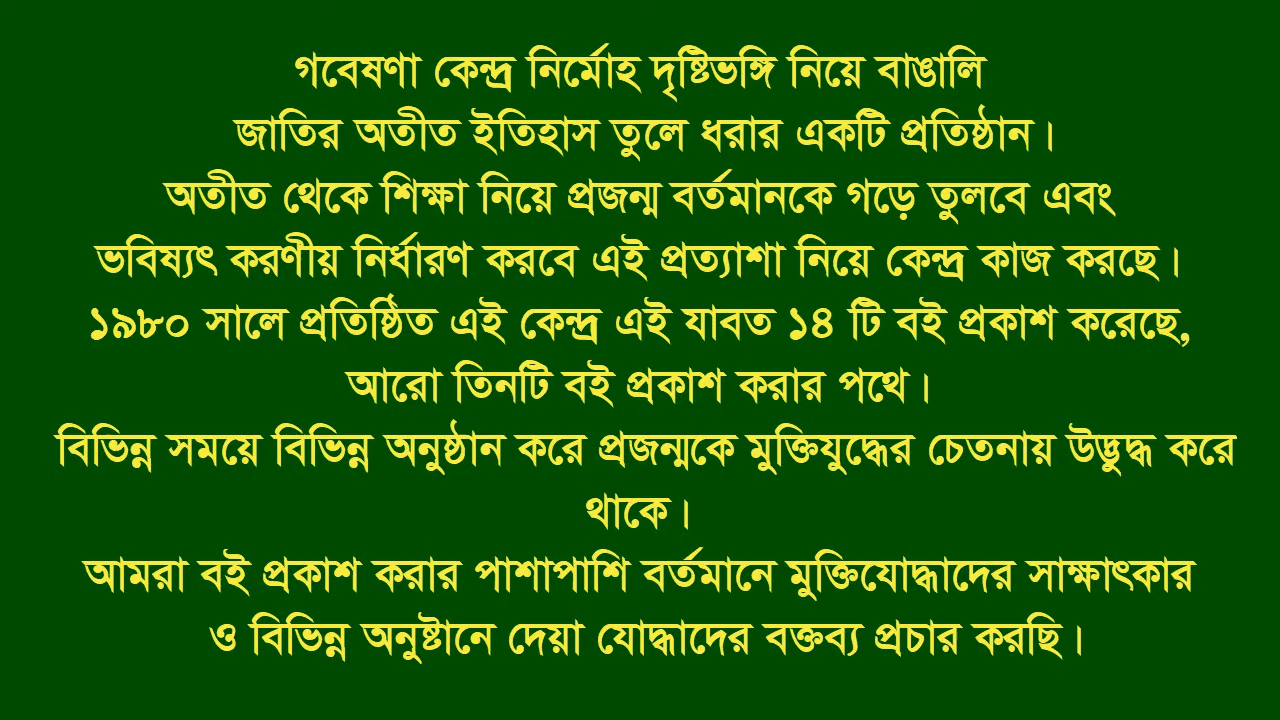 গবেষণা কেন্দ্র নির্মোহ দৃষ্টিভঙ্গি নিয়ে বাঙালি
জাতির অতীত ইতিহাস তুলে ধরার একটি প্রতিষ্ঠান।
অতীত থেকে শিক্ষা নিয়ে প্রজন্ম বর্তমানকে গড়ে তুলবে এবং
ভবিষ্যৎ করণীয় নির্ধারণ করবে এই প্রত্যাশা নিয়ে কেন্দ্র কাজ করছে।
১৯৮০ সালে প্রতিষ্ঠিত এই কেন্দ্র এই যাবত ১৪ টি বই প্রকাশ করেছে,
আরো তিনটি বই প্রকাশ করার পথে।
বিভিন্ন সময়ে বিভিন্ন অনুষ্ঠান করে প্রজন্মকে মুক্তিযুদ্ধের চেতনায় উদ্ভুদ্ধ করে
থাকে।
আমরা বই প্রকাশ করার পাশাপাশি বর্তমানে মুক্তিযোদ্ধাদের সাক্ষাৎকার
ও বিভিন্ন অনুষ্টানে দেয়া যোদ্ধাদের বক্তব্য প্রচার করছি।